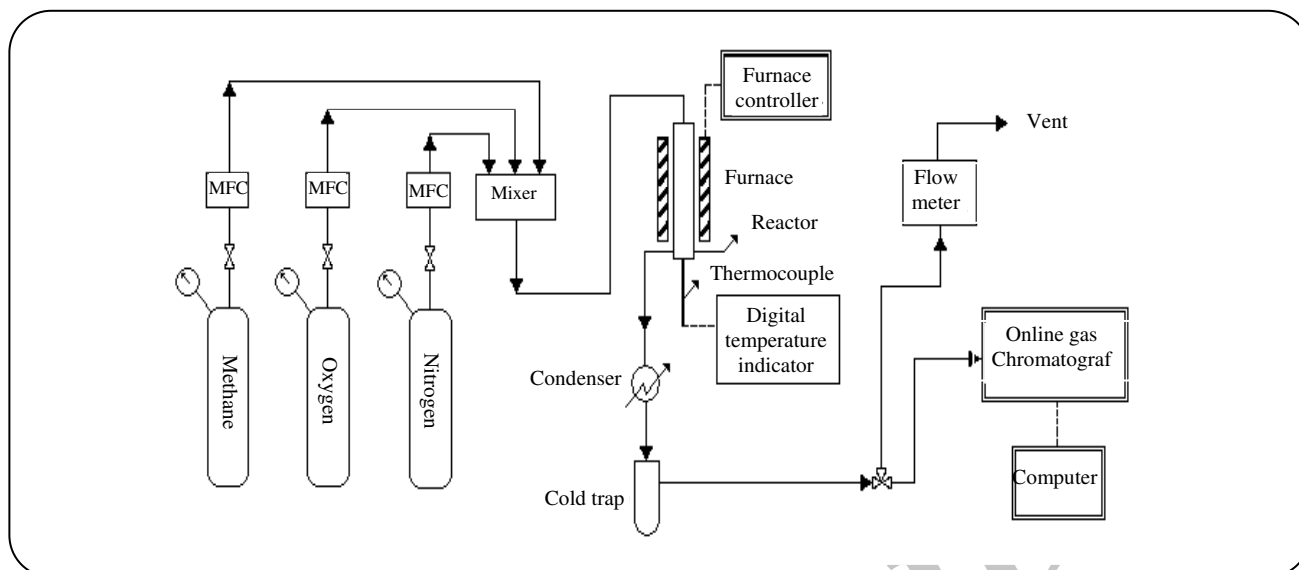 Furnace
controller
Vent
MFC
MFC
MFC
Mixer
Furnace
Flow
meter
Reactor
Thermocouple
Methane
Oxygen
Nitrogen
Digital
temperature
indicator
Online gas
Chromatograf
Condenser
Cold trap
Computer